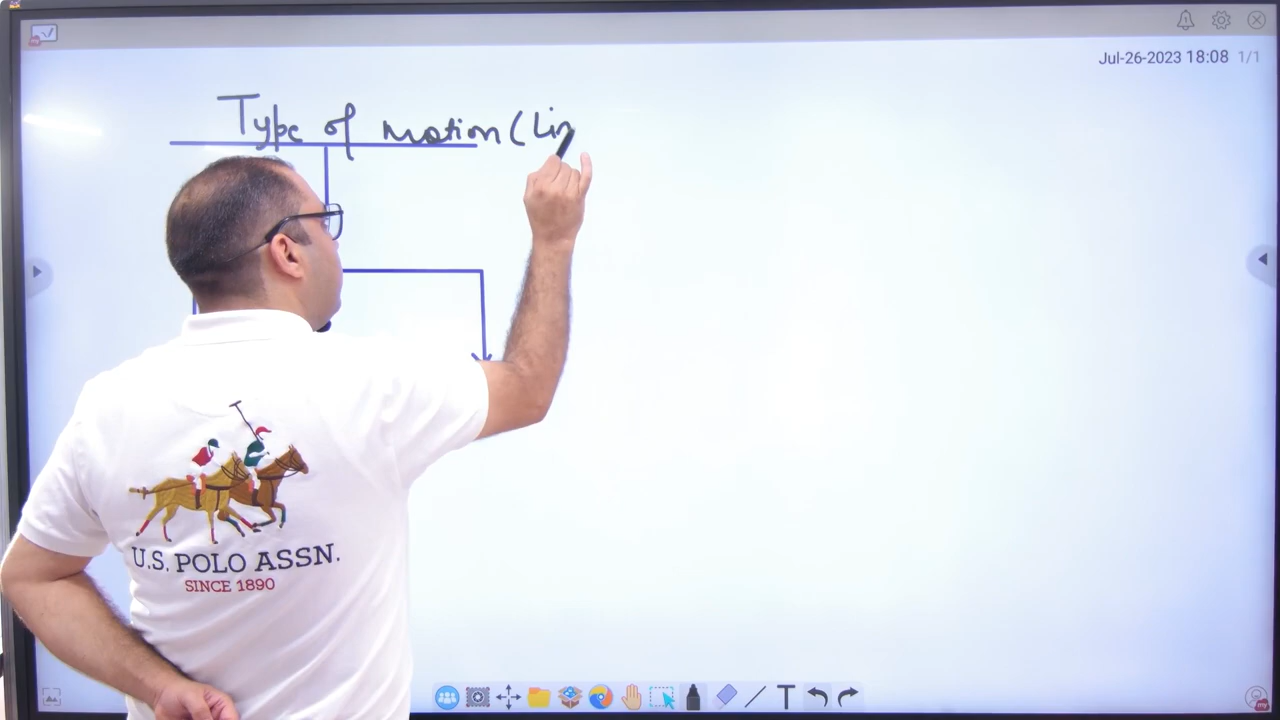 Jul-26-2023 18:08 1/1
Type of motion (Lin
U.S. POLO ASSN.
SINCE 1890
T